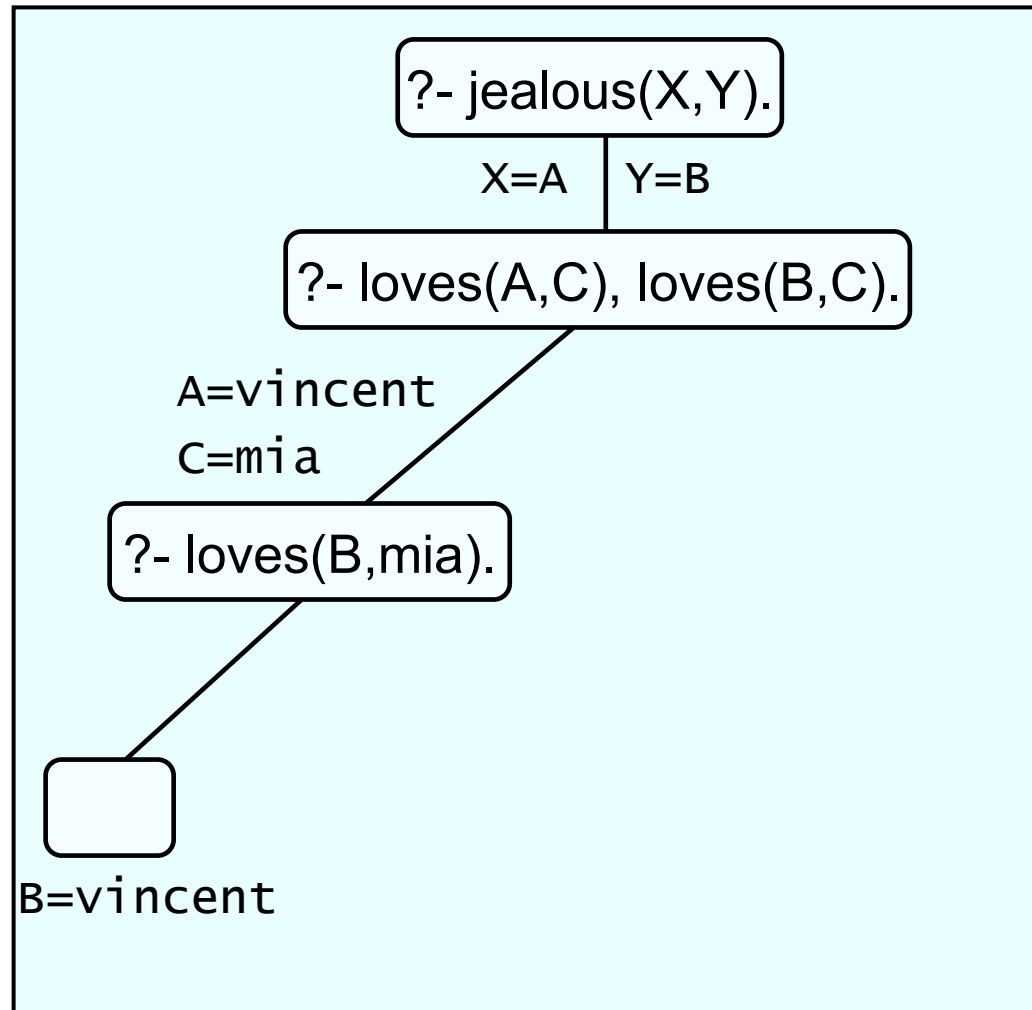 ?- jealous(X,Y).
X=A Y=B
?- loves(A,C), loves(B,C).
A=vincent
C=mia
?- loves(B,mia).
B=vincent